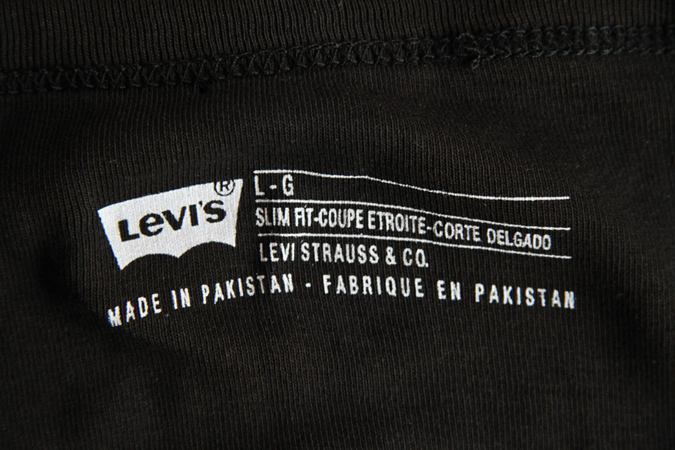 Levi's ®
L - G
SLIM FIT-COUPE ETROITE-CORTE DELGADO
LEVI STRAUSS & CO.
MADE IN PAKISTAN - FABRIQUE EN PAKISTAN